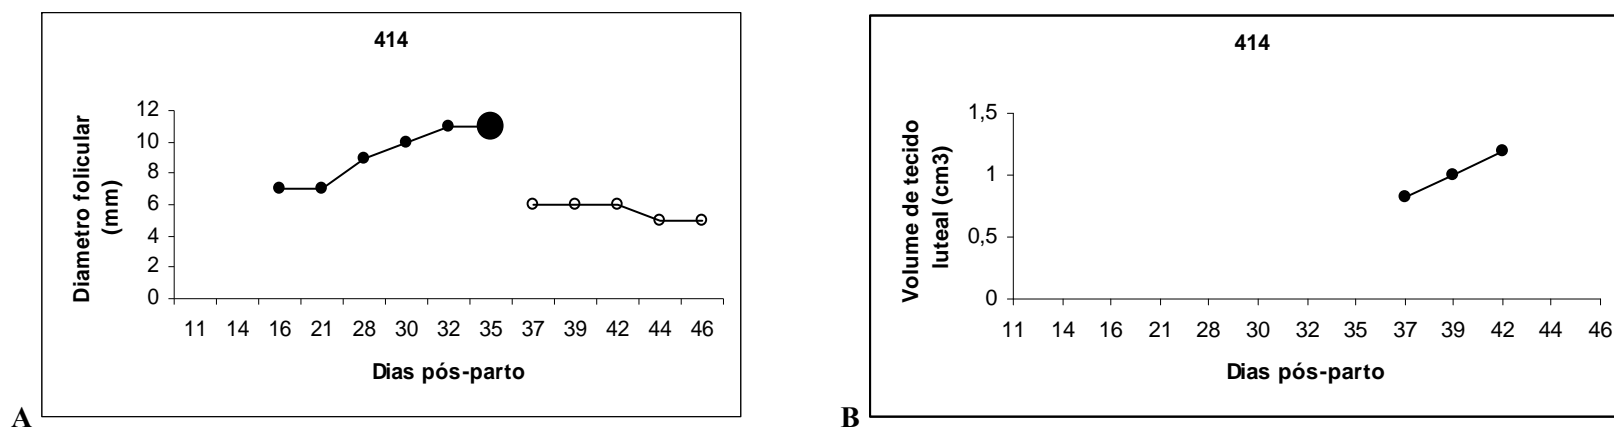 414
Diametro folicular
(mm)
12
10
8
6
4
2
0
11 14 16 21 28 30 32 35 37 39 42 44 46
Dias pós-parto
A
414
Volume de tecido
luteal (cm3)
1,5
1
0,5
0
11 14 16 21 28 30 32 35 37 39 42 44 46
Dias pós-parto
B